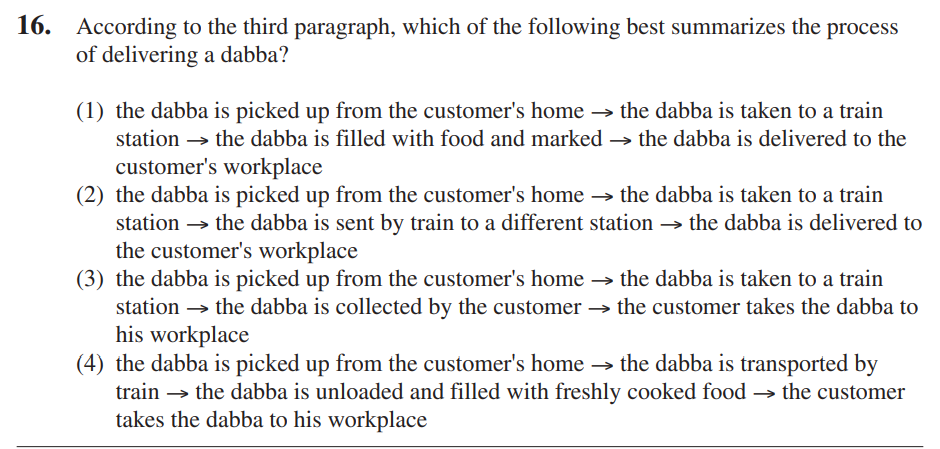 16. According to the third paragraph, which of the following best summarizes the process
of delivering a dabba?
(1) the dabba is picked up from the customer's home → the dabba is taken to a train
station → the dabba is filled with food and marked → the dabba is delivered to the
customer's workplace
(2) the dabba is picked up from the customer's home → the dabba is taken to a train
station → the dabba is sent by train to a different station → the dabba is delivered to
the customer's workplace
(3) the dabba is picked up from the customer's home → the dabba is taken to a train
station → the dabba is collected by the customer → the customer takes the dabba to
his workplace
(4) the dabba is picked up from the customer's home → the dabba is transported by
train → the dabba is unloaded and filled with freshly cooked food → the customer
takes the dabba to his workplace